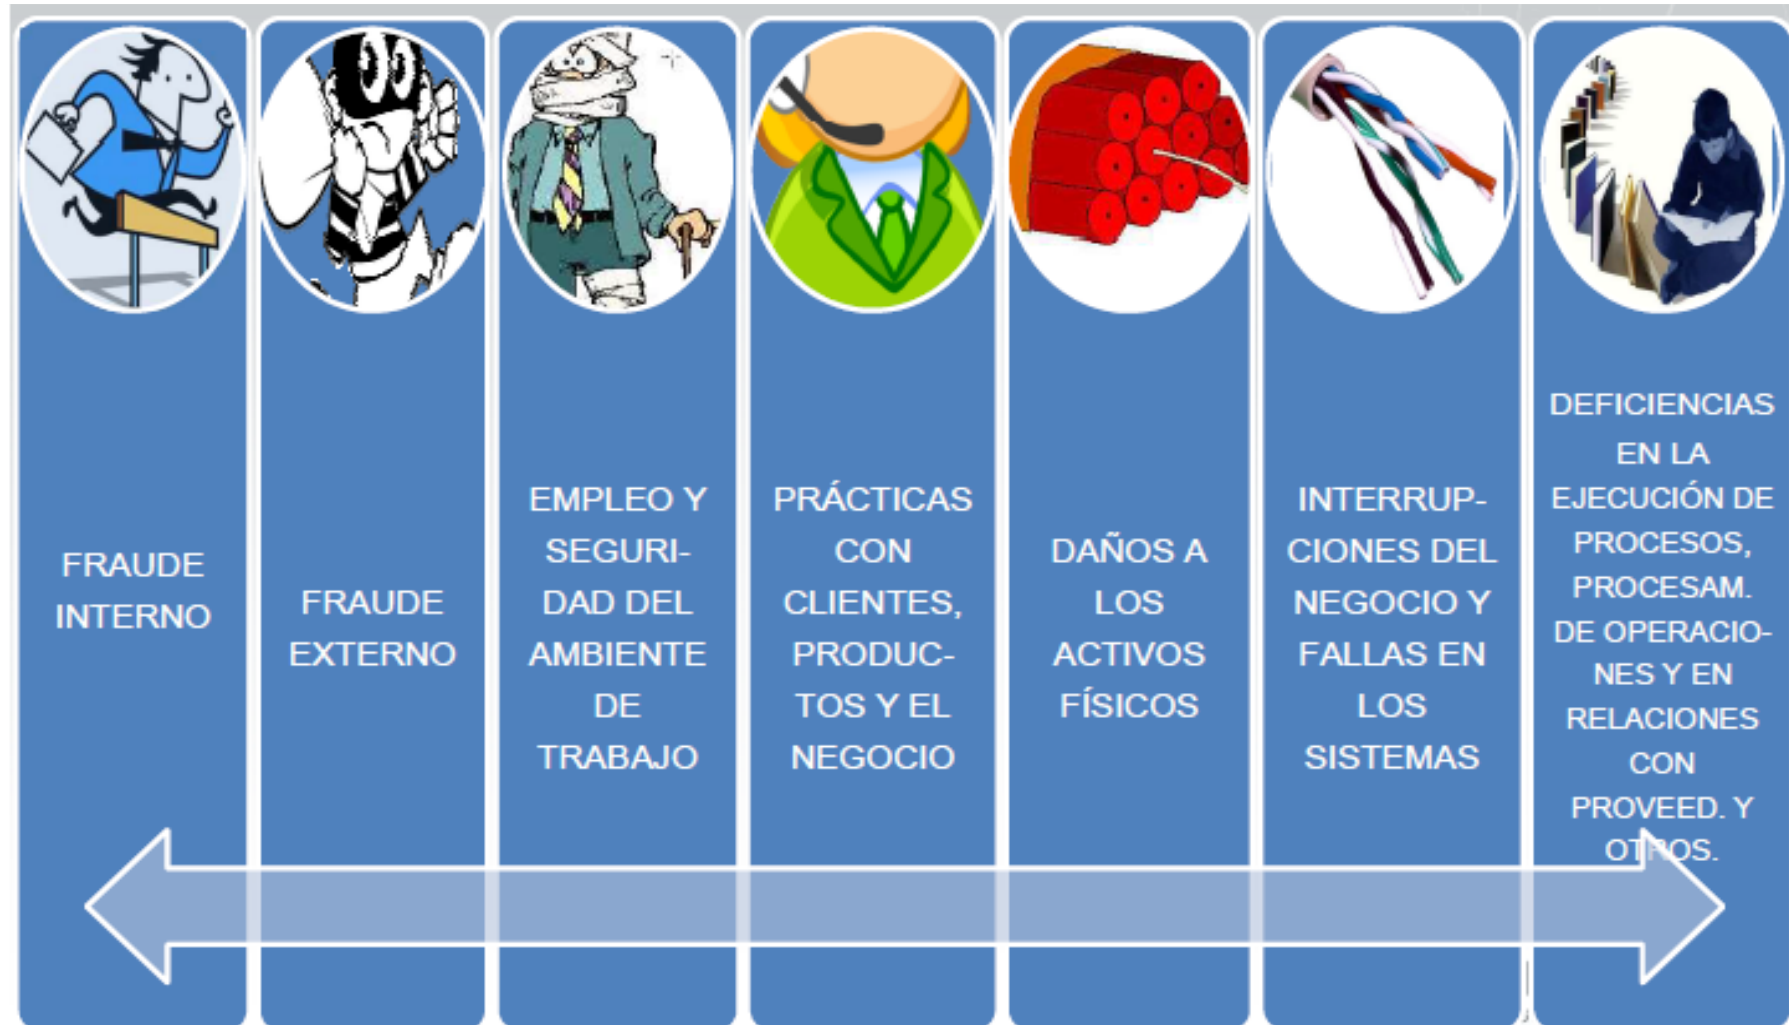 FRAUDE
INTERNO
FRAUDE
EXTERNO
EMPLEO Y
SEGURI-
DAD DEL
AMBIENTE
DE
TRABAJO
PRÁCTICAS
CON
CLIENTES,
PRODUC-
TOS Y EL
NEGOCIO
DAÑOS A
LOS
ACTIVOS
FÍSICOS
INTERRUP-
CIONES DEL
NEGOCIO Y
FALLAS EN
LOS
SISTEMAS
DEFICIENCIAS
EN LA
EJECUCIÓN DE
PROCESOS,
PROCESAM.
DE OPERACIO-
NES Y EN
RELACIONES
CON
PROVEED. Y
OTROS.